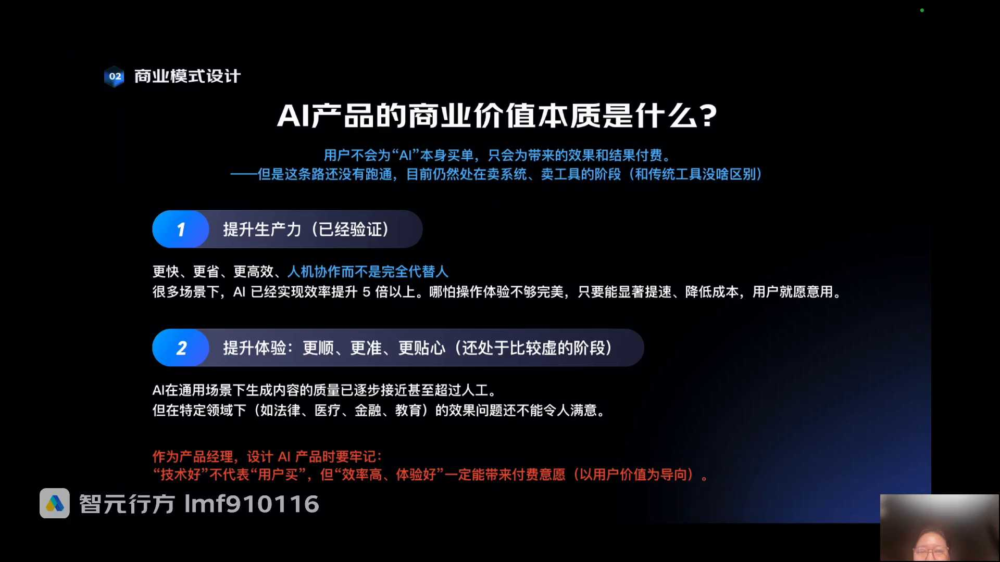 02 商业模式设计
AI产品的商业价值本质是什么?
用户不会为“AI”本身买单，只会为带来的效果和结果付费。
——但是这条路还没有跑通，目前仍然处在卖系统、卖工具的阶段（和传统工具没啥区别）
1 提升生产力（已经验证）
更快、更省、更高效、人机协作而不是完全代替人
很多场景下，AI 已经实现效率提升 5 倍以上。哪怕操作体验不够完美，只要能显著提速、降低成本，用户就愿意用。
2 提升体验：更顺、更准、更贴心（还处于比较虚的阶段）
AI在通用场景下生成内容的质量已逐步接近甚至超过人工。
但在特定领域下（如法律、医疗、金融、教育）的效果问题还不能令人满意。
作为产品经理，设计 AI 产品时要牢记：
“技术好”不代表“用户买”，但“效率高、体验好”一定能带来付费意愿（以用户价值为导向）。
智元行方 lmf910116